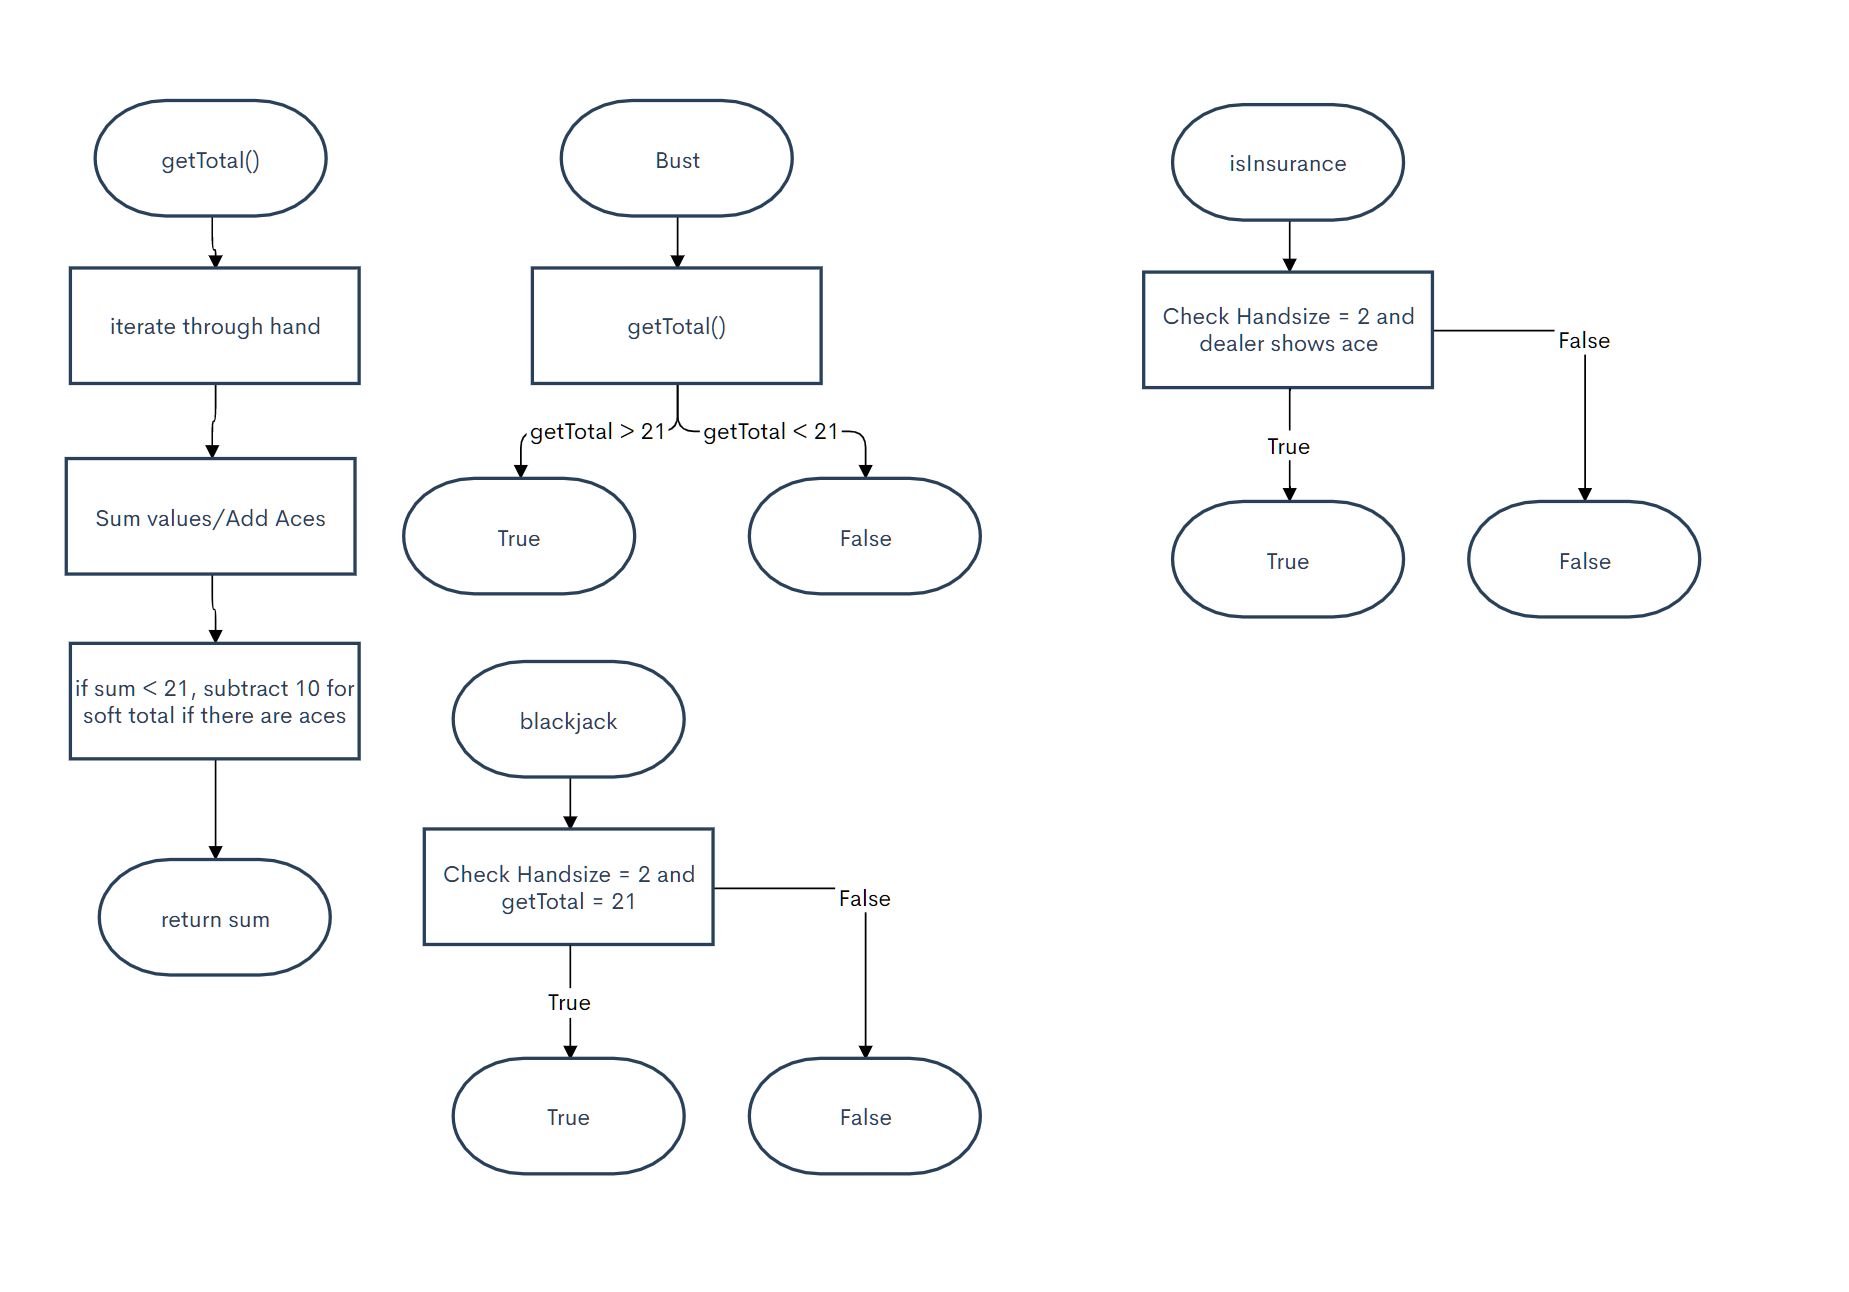 getTotal()
iterate through hand
Sum values/Add Aces
if sum < 21, subtract 10 for
soft total if there are aces
return sum
Bust
getTotal()
getTotal > 21
getTotal < 21
True
False
blackjack
Check Handsize = 2 and
getTotal = 21
False
True
True
False
isInsurance
Check Handsize = 2 and
dealer shows ace
False
True
True
False